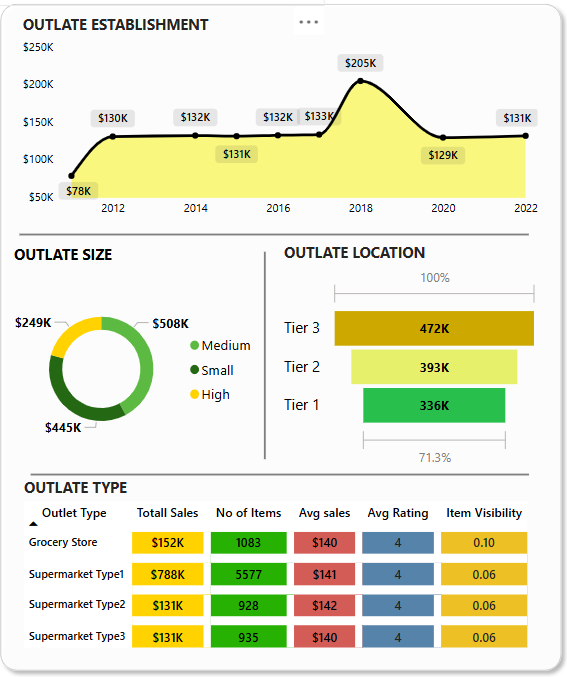 OUTLATE ESTABLISHMENT
$250K
$200K
$150K
$100K
$50K
$78K
$130K
$132K
$131K
$132K
$133K
$205K
$129K
$131K
2012 2014 2016 2018 2020 2022
OUTLATE SIZE
$249K
$508K
$445K
Medium
Small
High
OUTLATE LOCATION
100%
Tier 3 472K
Tier 2 393K
Tier 1 336K
71.3%
OUTLATE TYPE
Outlet Type Totall Sales No of Items Avg sales Avg Rating Item Visibility
Grocery Store $152K 1083 $140 4 0.10
Supermarket Type1 $788K 5577 $141 4 0.06
Supermarket Type2 $131K 928 $142 4 0.06
Supermarket Type3 $131K 935 $140 4 0.06